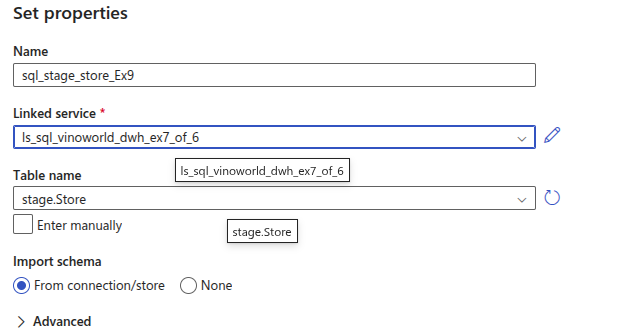 Set properties
Name
sql_stage_store_Ex9
Linked service *
ls_sql_vinoworld_dwh_ex7_of_6
ls_sql_vinoworld_dwh_ex7_of_6
Table name
stage.Store
Enter manually
stage.Store
Import schema
From connection/store None
Advanced